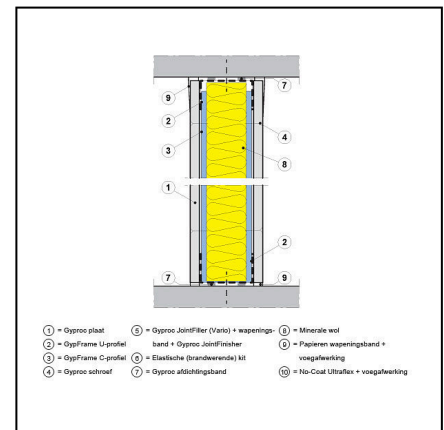 7
9
2
4
3
8
1
2
7
9
1 = Gyproc plaat
2 = GypFrame U-profiel
3 = GypFrame C-profiel
4 = Gyproc schroef
5 = Gyproc JointFiller (Vario) + wapenings-
band + Gyproc JointFinisher
6 = Elastische (brandwerende) kit
7 = Gyproc afdichtingsband
8 = Minerale wol
9 = Papieren wapeningsband +
voegafwerking
10 = No-Coat Ultraflex + voegafwerking